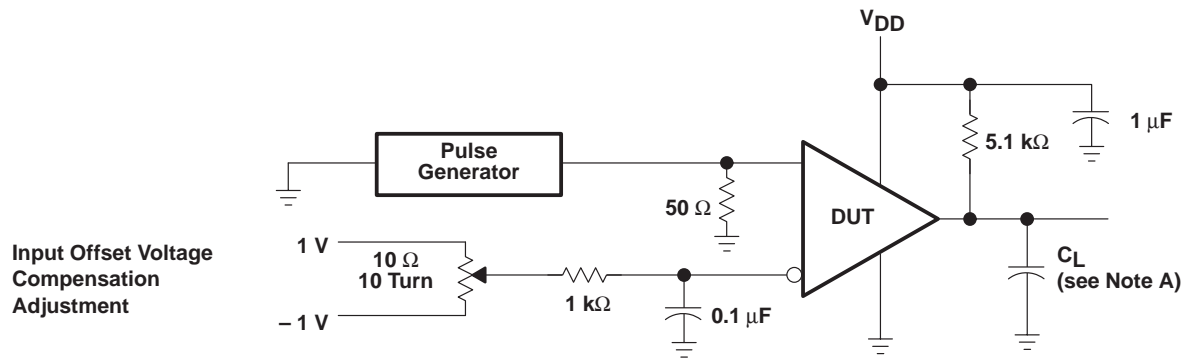 VDD
Pulse
Generator
1 μF
5.1 kΩ
50 Ω
DUT
Input Offset Voltage
Compensation
Adjustment
1 V
10 Ω
10 Turn
– 1 V
1 kΩ
0.1 μF
CL
(see Note A)